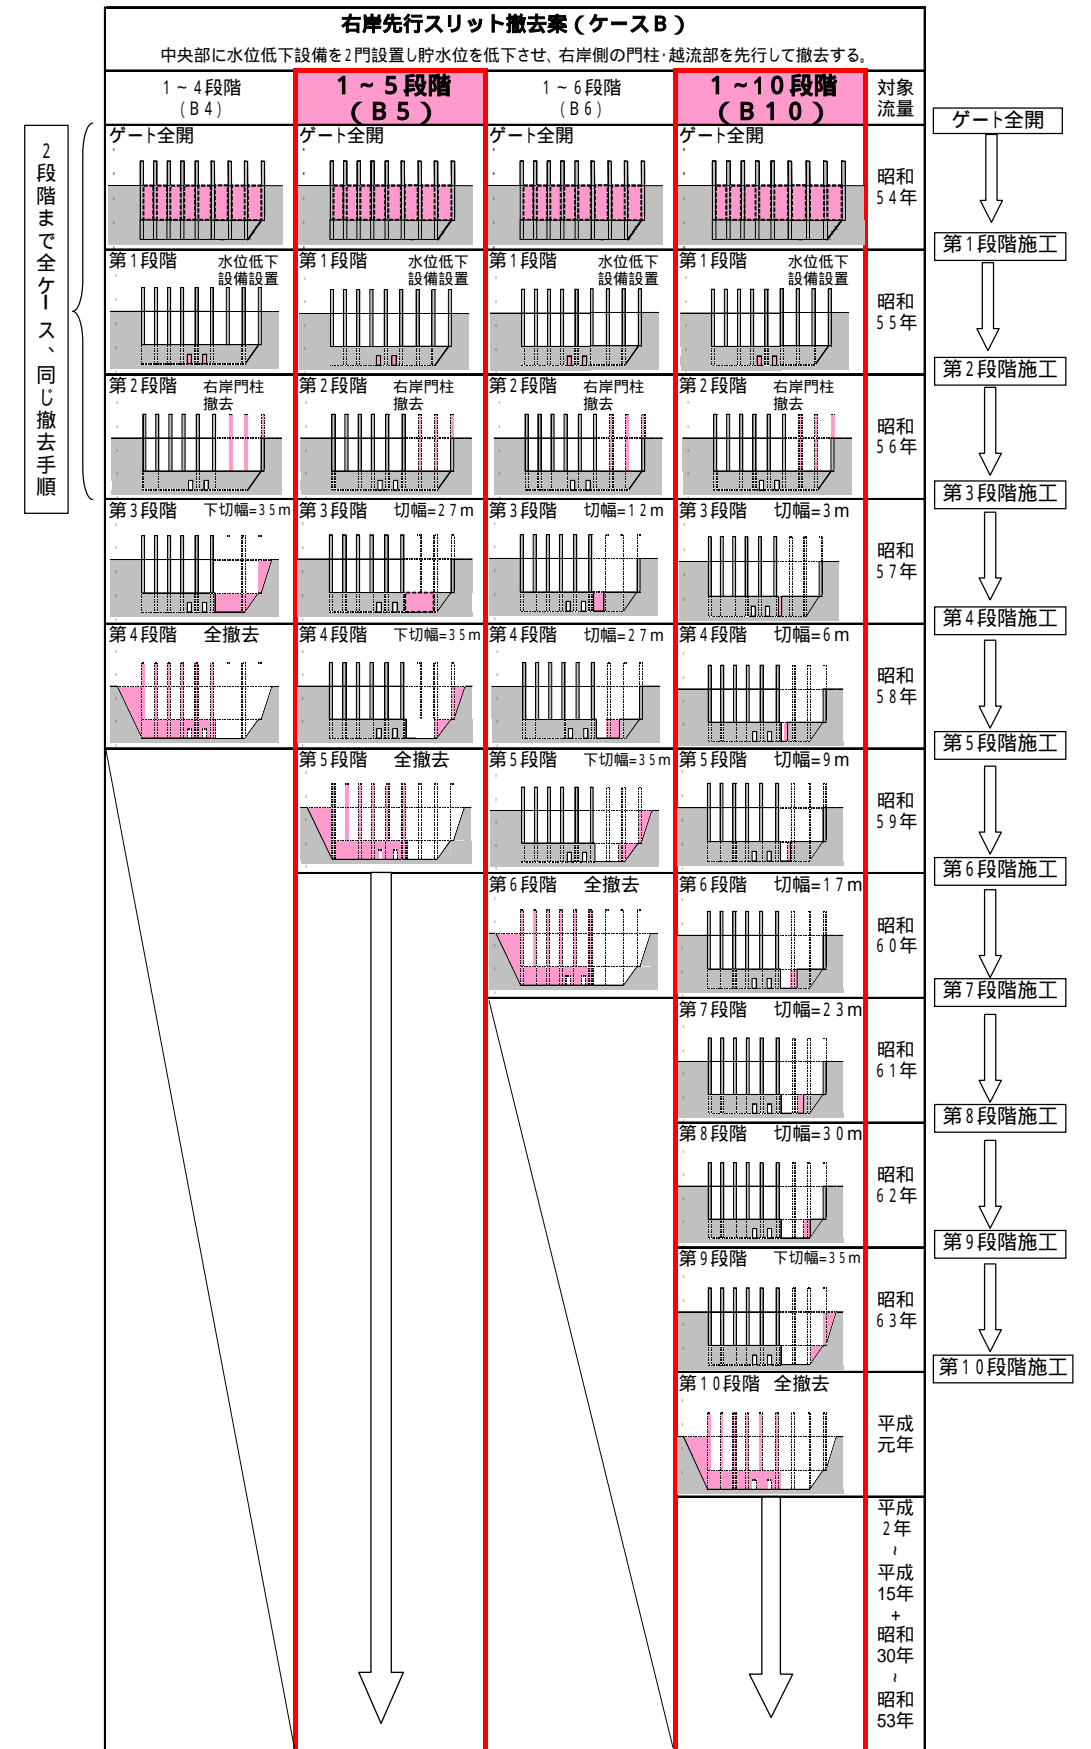 右岸先行スリット撤去案（ケースB）
中央部に水位低下設備を2門設置し貯水位を低下させ、右岸側の門柱・越流部を先行して撤去する。
1～4段階
（B4）
1～5段階
（B5）
1～6段階
（B6）
1～10段階
（B10）
対象
流量
2段階まで全ケース、同じ撤去手順
ゲート全開
ゲート全開
ゲート全開
ゲート全開
昭和
54年
第1段階 水位低下
設備設置
第1段階 水位低下
設備設置
第1段階 水位低下
設備設置
第1段階 水位低下
設備設置
昭和
55年
第2段階 右岸門柱
撤去
第2段階 右岸門柱
撤去
第2段階 右岸門柱
撤去
第2段階 右岸門柱
撤去
昭和
56年
第3段階 下切幅=35m
第3段階 切幅=27m
第3段階 切幅=12m
第3段階 切幅=3m
昭和
57年
第4段階 全撤去
第4段階 下切幅=35m
第4段階 切幅=27m
第4段階 切幅=6m
昭和
58年
第5段階 全撤去
第5段階 下切幅=35m
第5段階 切幅=9m
昭和
59年
第6段階 全撤去
第6段階 切幅=17m
昭和
60年
第7段階 切幅=23m
昭和
61年
第8段階 切幅=30m
昭和
62年
第9段階 下切幅=35m
昭和
63年
第10段階 全撤去
平成
元年
平成
2年
～
平成
15年
+
昭和
30年
～
昭和
53年
ゲート全開
第1段階施工
第2段階施工
第3段階施工
第4段階施工
第5段階施工
第6段階施工
第7段階施工
第8段階施工
第9段階施工
第10段階施工